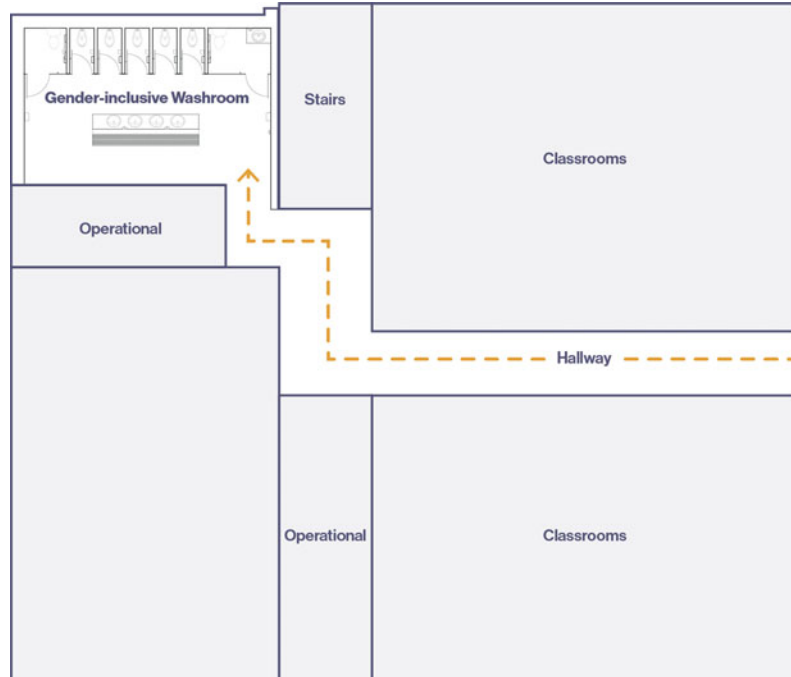 Gender-inclusive Washroom
Stairs
Classrooms
Operational
Hallway
Operational
Classrooms